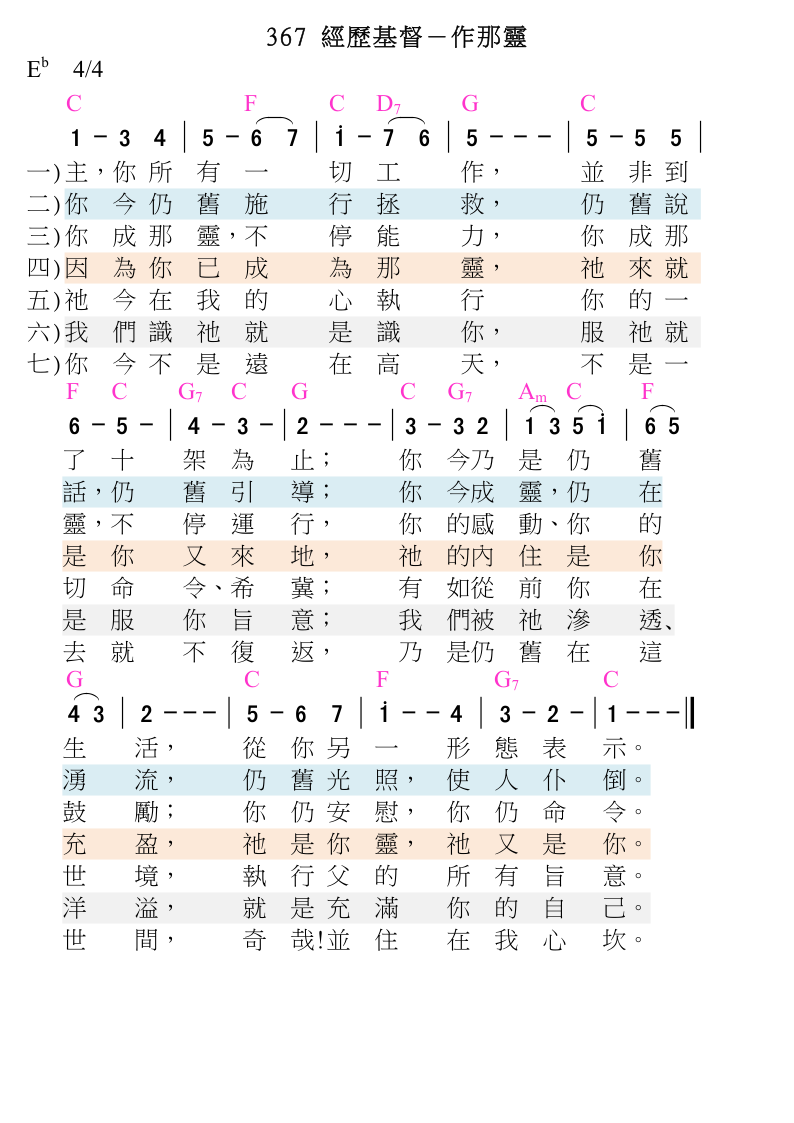 367 經歷基督－作那靈
E♭ 4/4
C F C D7 G C
1 - 3 4 | 5 - 6 7 | i - 7 6 | 5 - - - | 5 - 5 5 |
一)主，你所有一切工作，並非到
二)你今仍舊施行拯救，仍舊說
三)你成那靈，不停能力，你成那
四)因為你已成為那靈，祂來就
五)祂今在我的心執行你的一
六)我們識祂就是識你，服祂就
七)你今不是遠在高天，不是一
F C G7 C G C G7 Am C F
6 - 5 - | 4 - 3 - | 2 - - - | 3 - 3 2 | 1 3 5 i | 6 5
了十架為止；你今乃是仍舊
話，仍舊引導；你今成靈，仍在
靈，不停運行，你的感動、你的
是你又來地，祂的內住是你
切命令、希冀；有如從前你在
是服你旨意；我們被祂滲透、
去就不復返，乃是仍舊在這
G C F G7 C
4 3 | 2 - - - | 5 - 6 7 | i - - 4 | 3 - 2 - | 1 - - - ||
生活，從你另一形態表示。
湧流，仍舊光照，使人仆倒。
鼓勵；你仍安慰，你仍命令。
充盈，祂是你靈，祂又是你。
世境，執行父的所有旨意。
洋溢，就是充滿你的自己。
世間，奇哉!並住在我心坎。